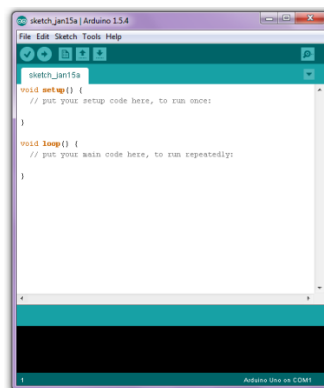 sketch_jan15a | Arduino 1.5.4
File Edit Sketch Tools Help
sketch_jan15a
void setup() {
// put your setup code here, to run once:
}
void loop() {
// put your main code here, to run repeatedly:
}
1 Arduino Uno on COM1